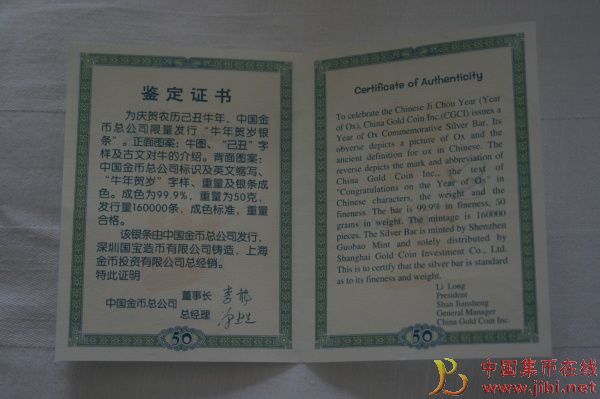 鉴定证书
为庆贺农历己丑牛年，中国金
币总公司限量发行“牛年贺岁银
条”。正面图案：牛图、“己丑”字
样及古文对牛的介绍。背面图案：
中国金币总公司标识及英文缩写、
“牛年贺岁”字样、重量及银条成
色。成色为99.9%，重量为50克，
发行量160000条，成色标准，重量
合格。
该银条由中国金币总公司发行，
深圳国宝造币有限公司铸造，上海
金币投资有限公司总经销。
特此证明
中国金币总公司
董事长
总经理
50
Certificate of Authenticity
To celebrate the Chinese Ji Chou Year (Year
of Ox), China Gold Coin Inc.(CGCI) issues a
Year of Ox Commemorative Silver Bar. Its
obverse depicts a picture of Ox and the
ancient definition for ox in Chinese. The
reverse depicts the mark and abbreviation of
China Gold Coin Inc., the text of
"Congratulations on the Year of Ox" in
Chinese characters, the weight and the
fineness. The bar is 99.9% in fineness, 50
grams in weight. The mintage is 160000
pieces. The Silver Bar is minted by Shenzhen
Guobao Mint and solely distributed by
Shanghai Gold Coin Investment Co., Ltd.
This is to certify that the silver bar is standard
as to its fineness and weight.
Li Long
President
Shan Jiansheng
General Manager
China Gold Coin Inc.
50
中国集币在线
www.jibi.net